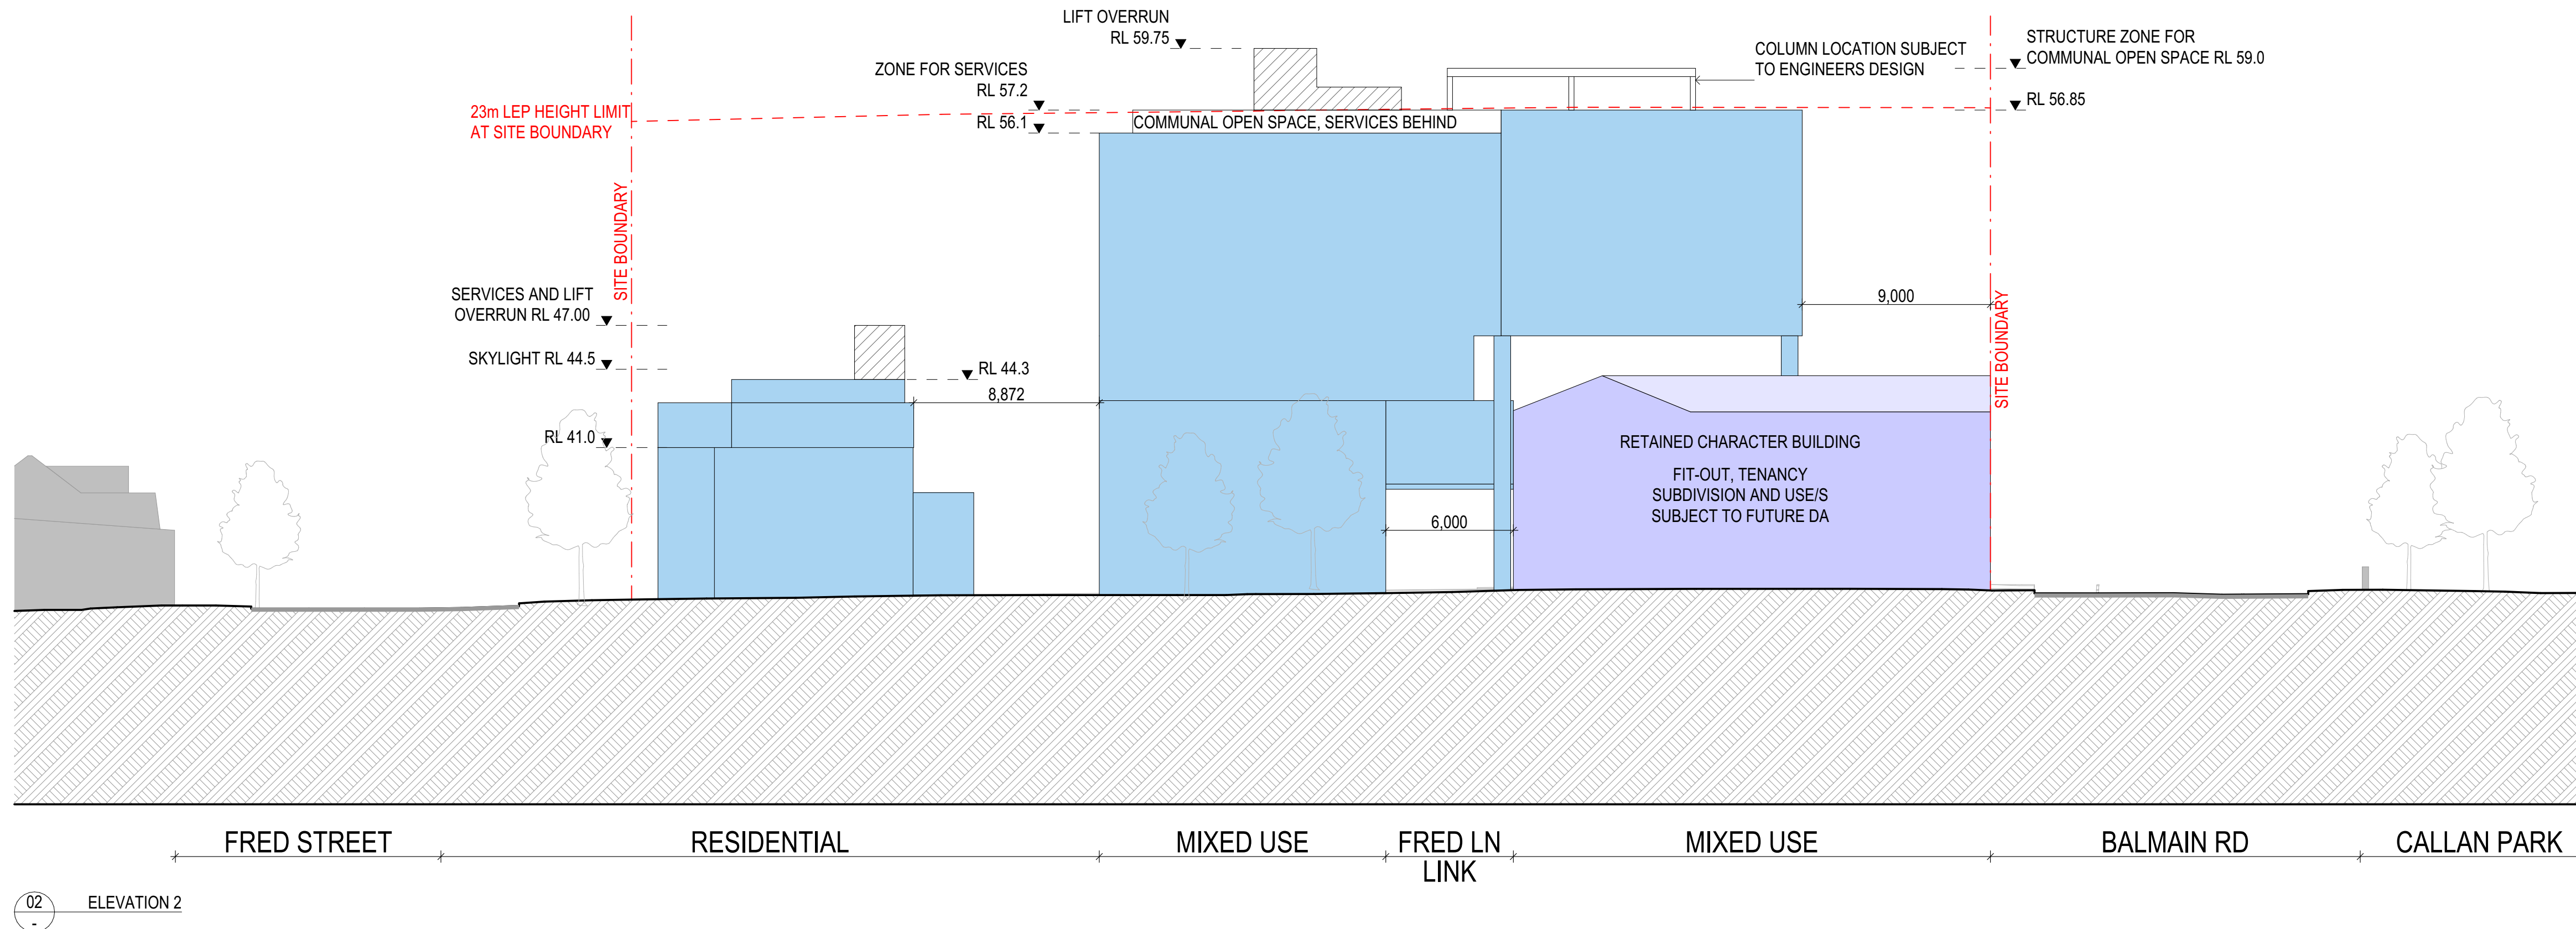 LIFT OVERRUN
RL 59.75
ZONE FOR SERVICES
RL 57.2
RL 56.1
COLUMN LOCATION SUBJECT
TO ENGINEERS DESIGN
STRUCTURE ZONE FOR
COMMUNAL OPEN SPACE RL 59.0
RL 56.85
23m LEP HEIGHT LIMIT
AT SITE BOUNDARY
COMMUNAL OPEN SPACE, SERVICES BEHIND
SITE BOUNDARY
SERVICES AND LIFT
OVERRUN RL 47.00
SKYLIGHT RL 44.5
RL 44.3
8,872
RL 41.0
9,000
SITE BOUNDARY
RETAINED CHARACTER BUILDING
FIT-OUT, TENANCY
SUBDIVISION AND USE/S
SUBJECT TO FUTURE DA
6,000
FRED STREET
RESIDENTIAL
MIXED USE
FRED LN
LINK
MIXED USE
BALMAIN RD
CALLAN PARK
02
-
ELEVATION 2